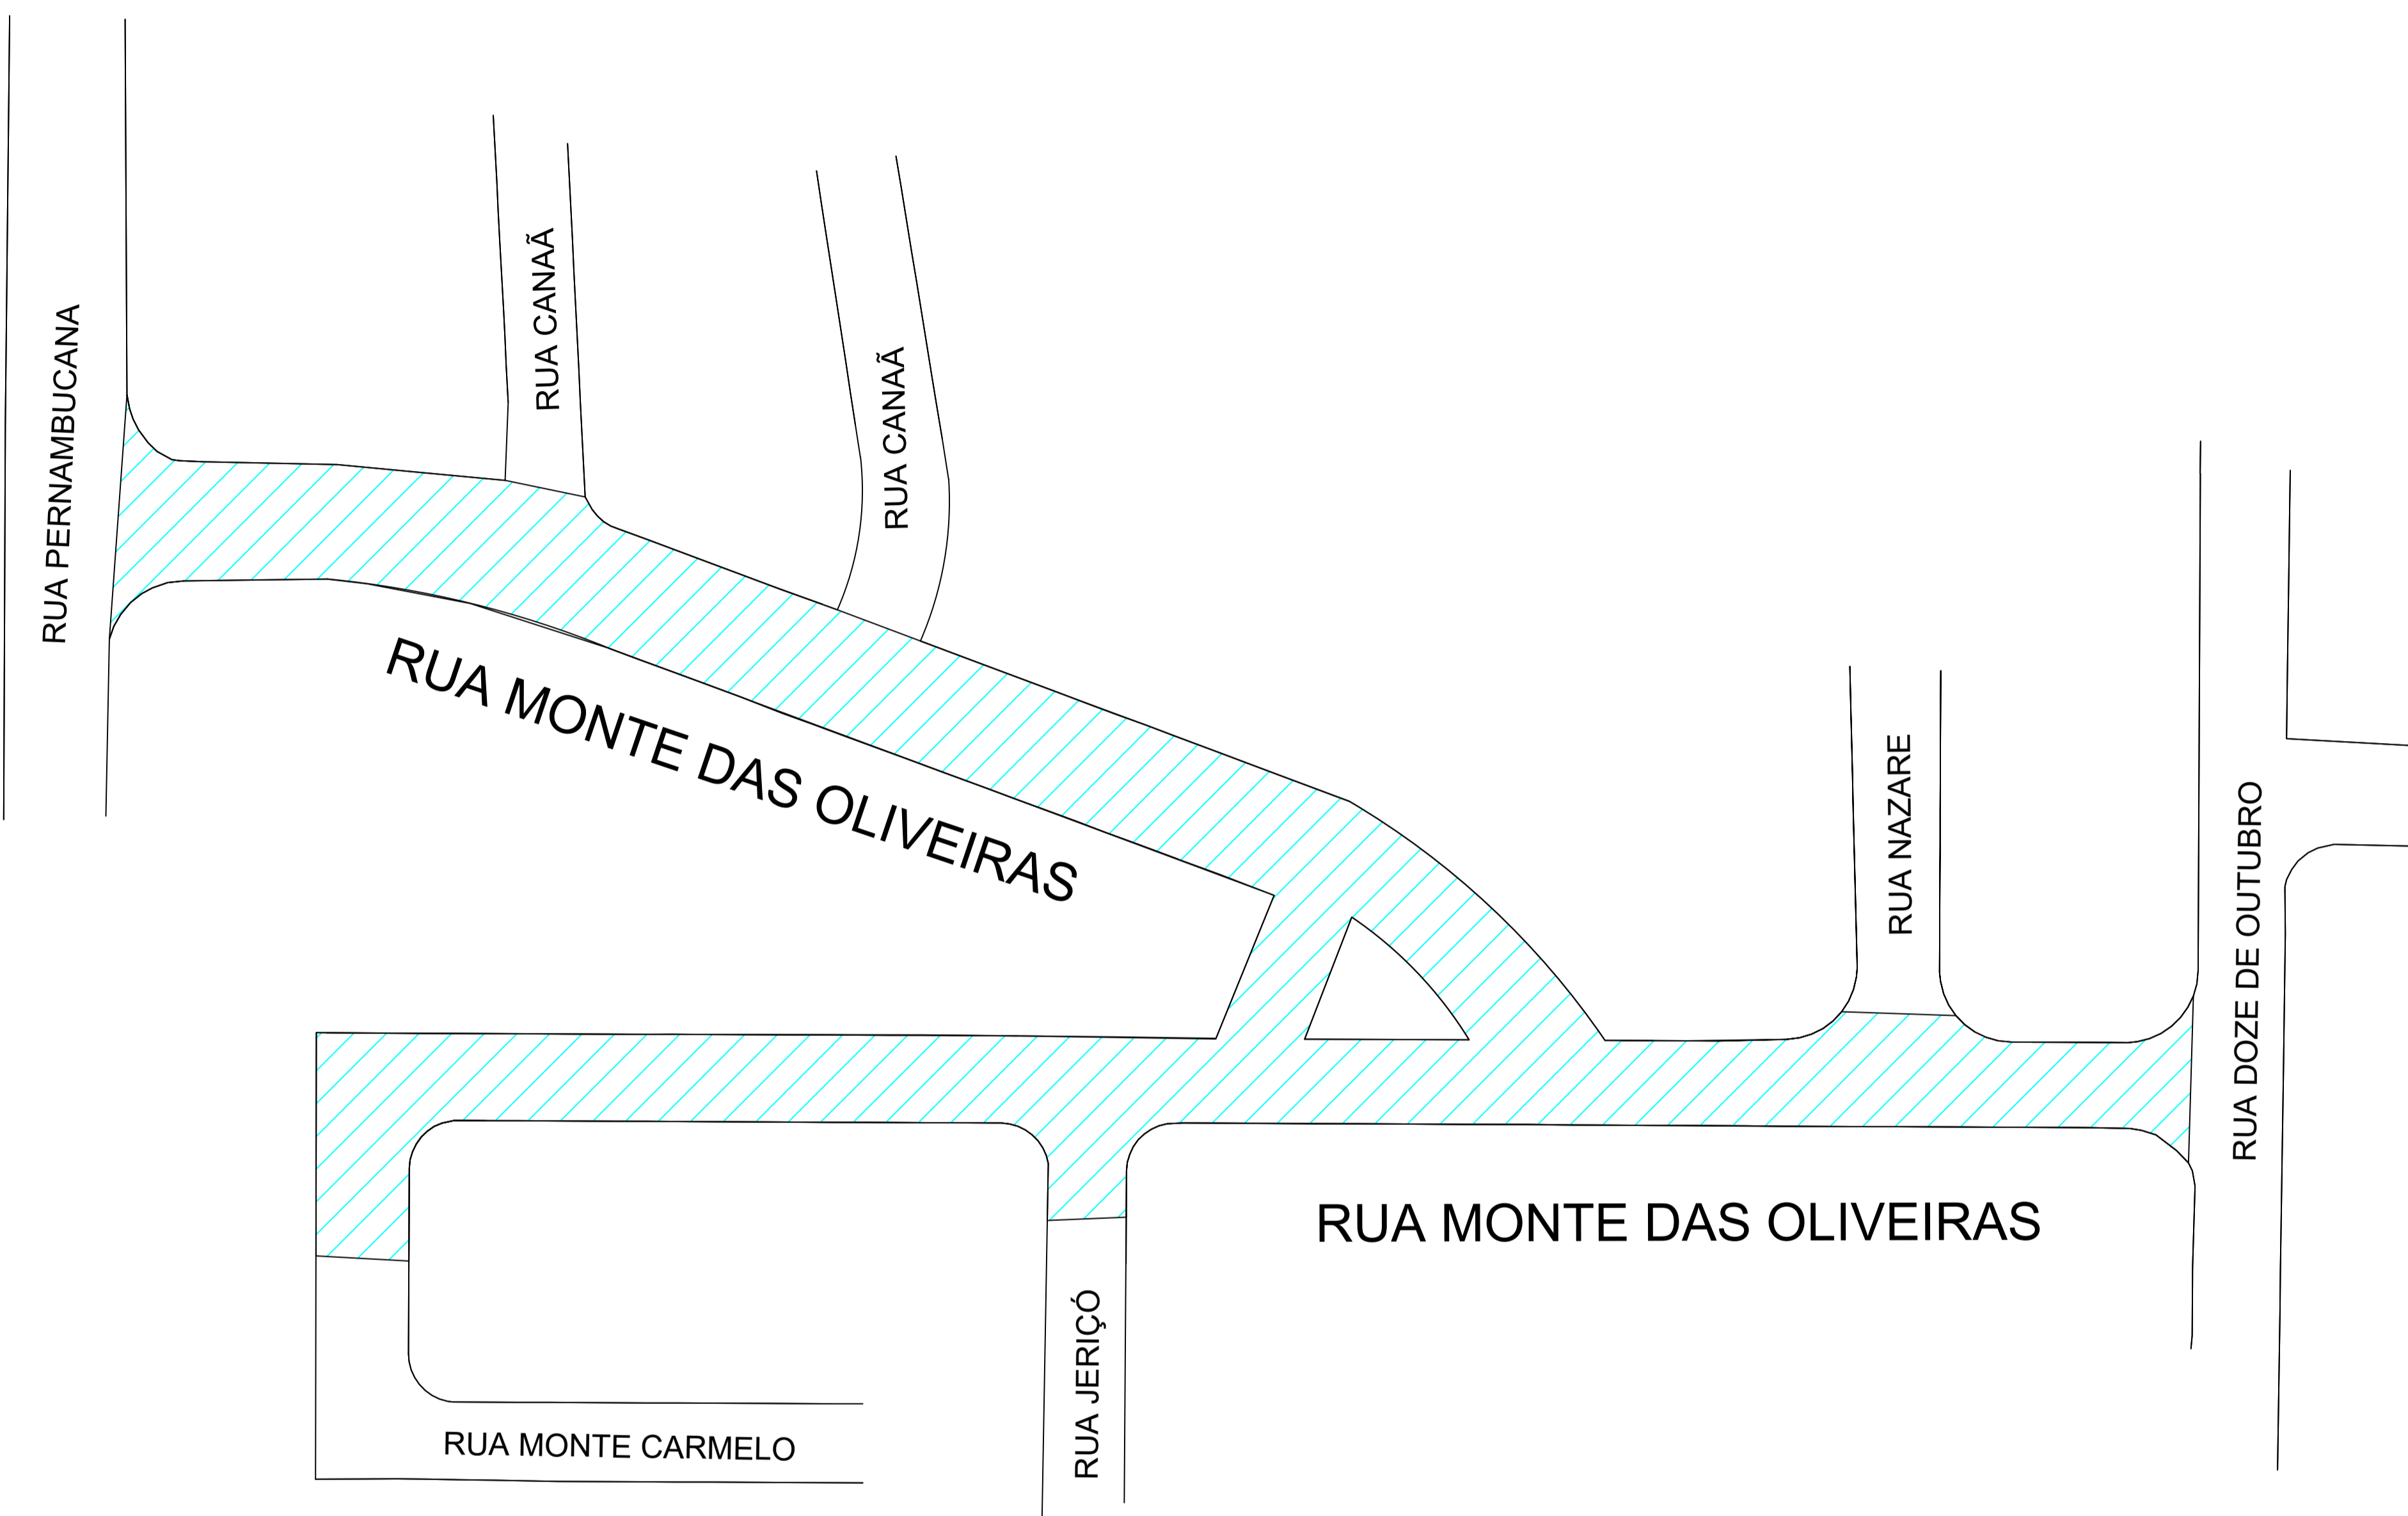 RUA PERNAMBUCANA
RUA CANAÃ
RUA CANAÃ
RUA MONTE DAS OLIVEIRAS
RUA NAZARE
RUA DOZE DE OUTUBRO
RUA MONTE DAS OLIVEIRAS
RUA JERIÇÓ
RUA MONTE CARMELO